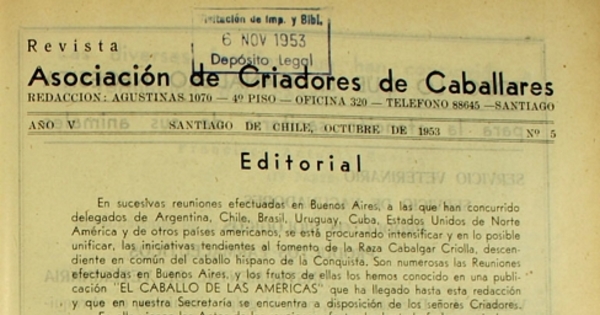 Visitación de Imp. y Bibl.
6 NOV 1953
Depósito Legal
Revista
Asociación de Criadores de Caballares
REDACCION: AGUSTINAS 1070 — 4º PISO — OFICINA 320 — TELEFONO 88645 —SANTIAGO
AÑO V SANTIAGO DE CHILE, OCTUBRE DE 1953 Nº 5
Editorial
En sucesivas reuniones efectuadas en Buenos Aires, a las que han concurrido
delegados de Argentina, Chile, Brasil, Uruguay, Cuba, Estados Unidos de Norte
América y de otros países americanos, se está procurando intensificar y en lo posible
unificar, las iniciativas tendientes al fomento de la Raza Cabalgar Criolla, descen-
diente en común del caballo hispano de la Conquista. Son numerosas las Reuniones
efectuadas en Buenos Aires, y los frutos de ellas los hemos conocido en una publi-
cación "EL CABALLO DE LAS AMERICAS" que ha llegado hasta esta redacción
y que en nuestra Secretaría se encuentra a disposición de los señores Criadores.